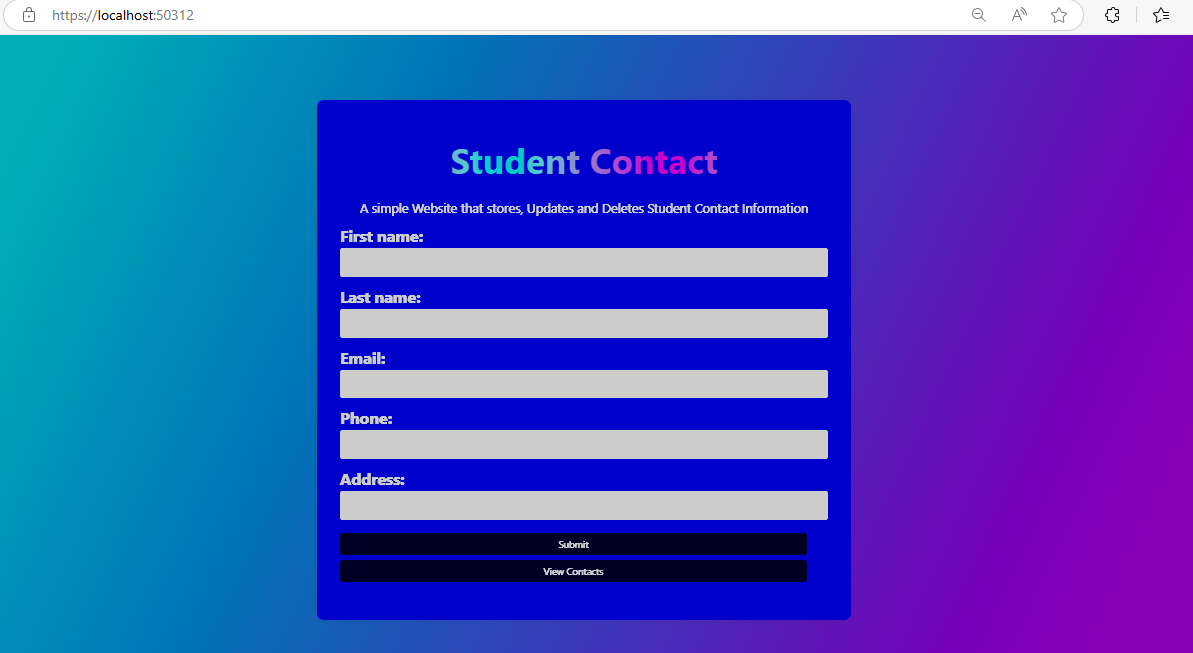 https://localhost:50312
Student Contact
A simple Website that stores, Updates and Deletes Student Contact Information
First name:
Last name:
Email:
Phone:
Address:
Submit
View Contacts